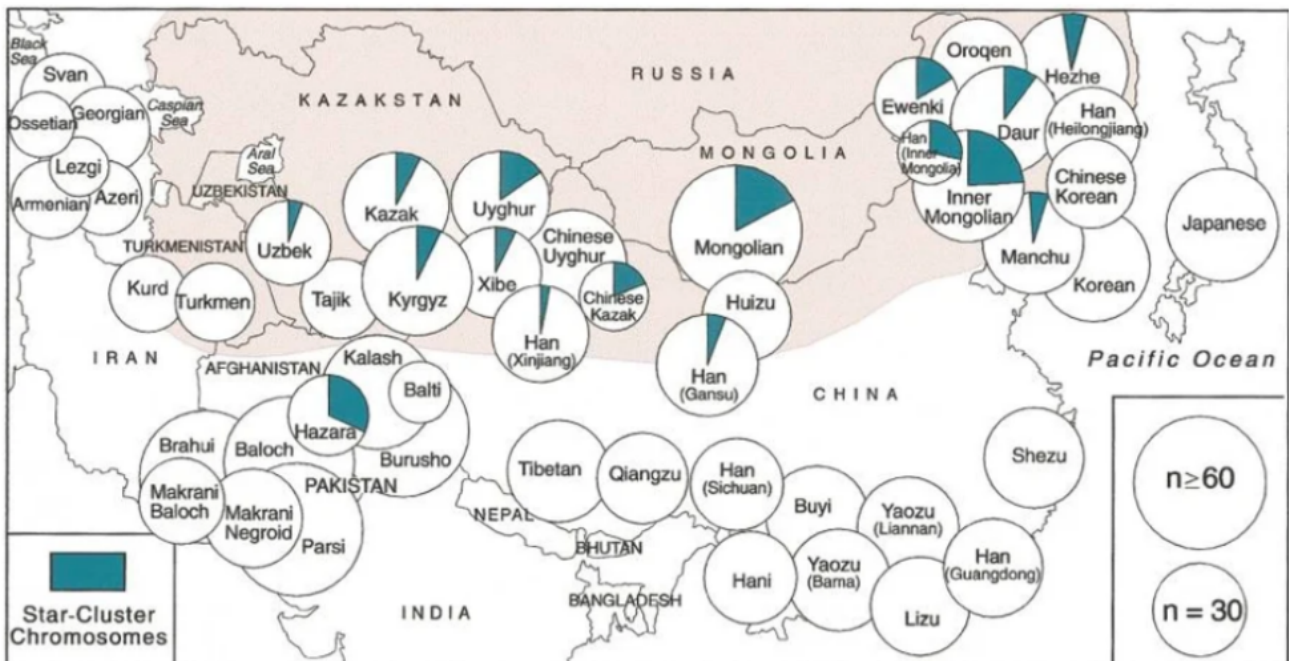 Black
Sea
Svan
Ossetian
Georgian
Caspian
Sea
Lezgi
Armenian
Azeri
KAZAKSTAN
RUSSIA
MONGOLIA
Aral
Sea
UZBEKISTAN
TURKMENISTAN
Uzbek
Kazak
Uyghur
Chinese
Uyghur
Mongolian
Oroqen
Hezhe
Ewenki
Daur
Han
(Heilongjiang)
Han
(Inner
Mongolia)
Inner
Mongolian
Chinese
Korean
Manchu
Korean
Japanese
Kurd
Turkmen
Tajik
Kyrgyz
Xibe
Chinese
Kazak
Han
(Xinjiang)
Huizu
Han
(Gansu)
IRAN
AFGHANISTAN
Kalash
Balti
Hazara
Burusho
Brahui
Baloch
PAKISTAN
Makrani
Baloch
Makrani
Negroid
Parsi
CHINA
Pacific Ocean
Tibetan
Qiangzu
Han
(Sichuan)
Buyi
Yaozu
(Liannan)
Shezu
NEPAL
BHUTAN
BANGLADESH
INDIA
Hani
Yaozu
(Bama)
Lizu
Han
(Guangdong)
Star-Cluster
Chromosomes
n≥60
n = 30